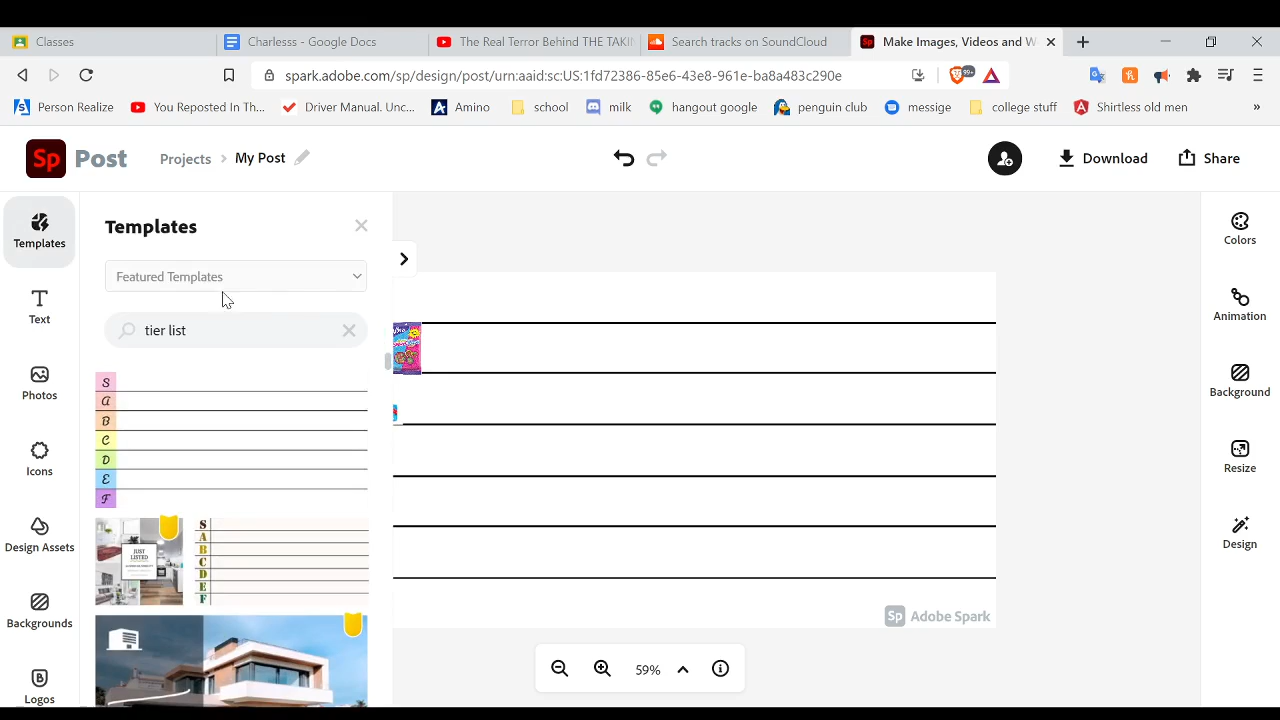 Classes
Charlesss - Google Docs
The Real Terror Behind THE TAKIN
Search tracks on SoundCloud
Sp
Make Images, Videos and W
spark.adobe.com/sp/design/post/urn:aaid:sc:US:1fd72386-85e6-43e8-961e-ba8a483c290e
99+
Person Realize
You Reposted In Th...
Driver Manual. Unc...
Amino
school
milk
hangout google
penguin club
messige
college stuff
Shirtless old men
»
Sp Post
Projects
My Post
Download
Share
Templates
Text
Photos
Icons
Design Assets
Backgrounds
Logos
Templates
Featured Templates
tier list
S
A
B
C
D
E
F
JUST
LISTED
S
A
B
C
D
E
F
Sp Adobe Spark
59%
Colors
Animation
Background
Resize
Design